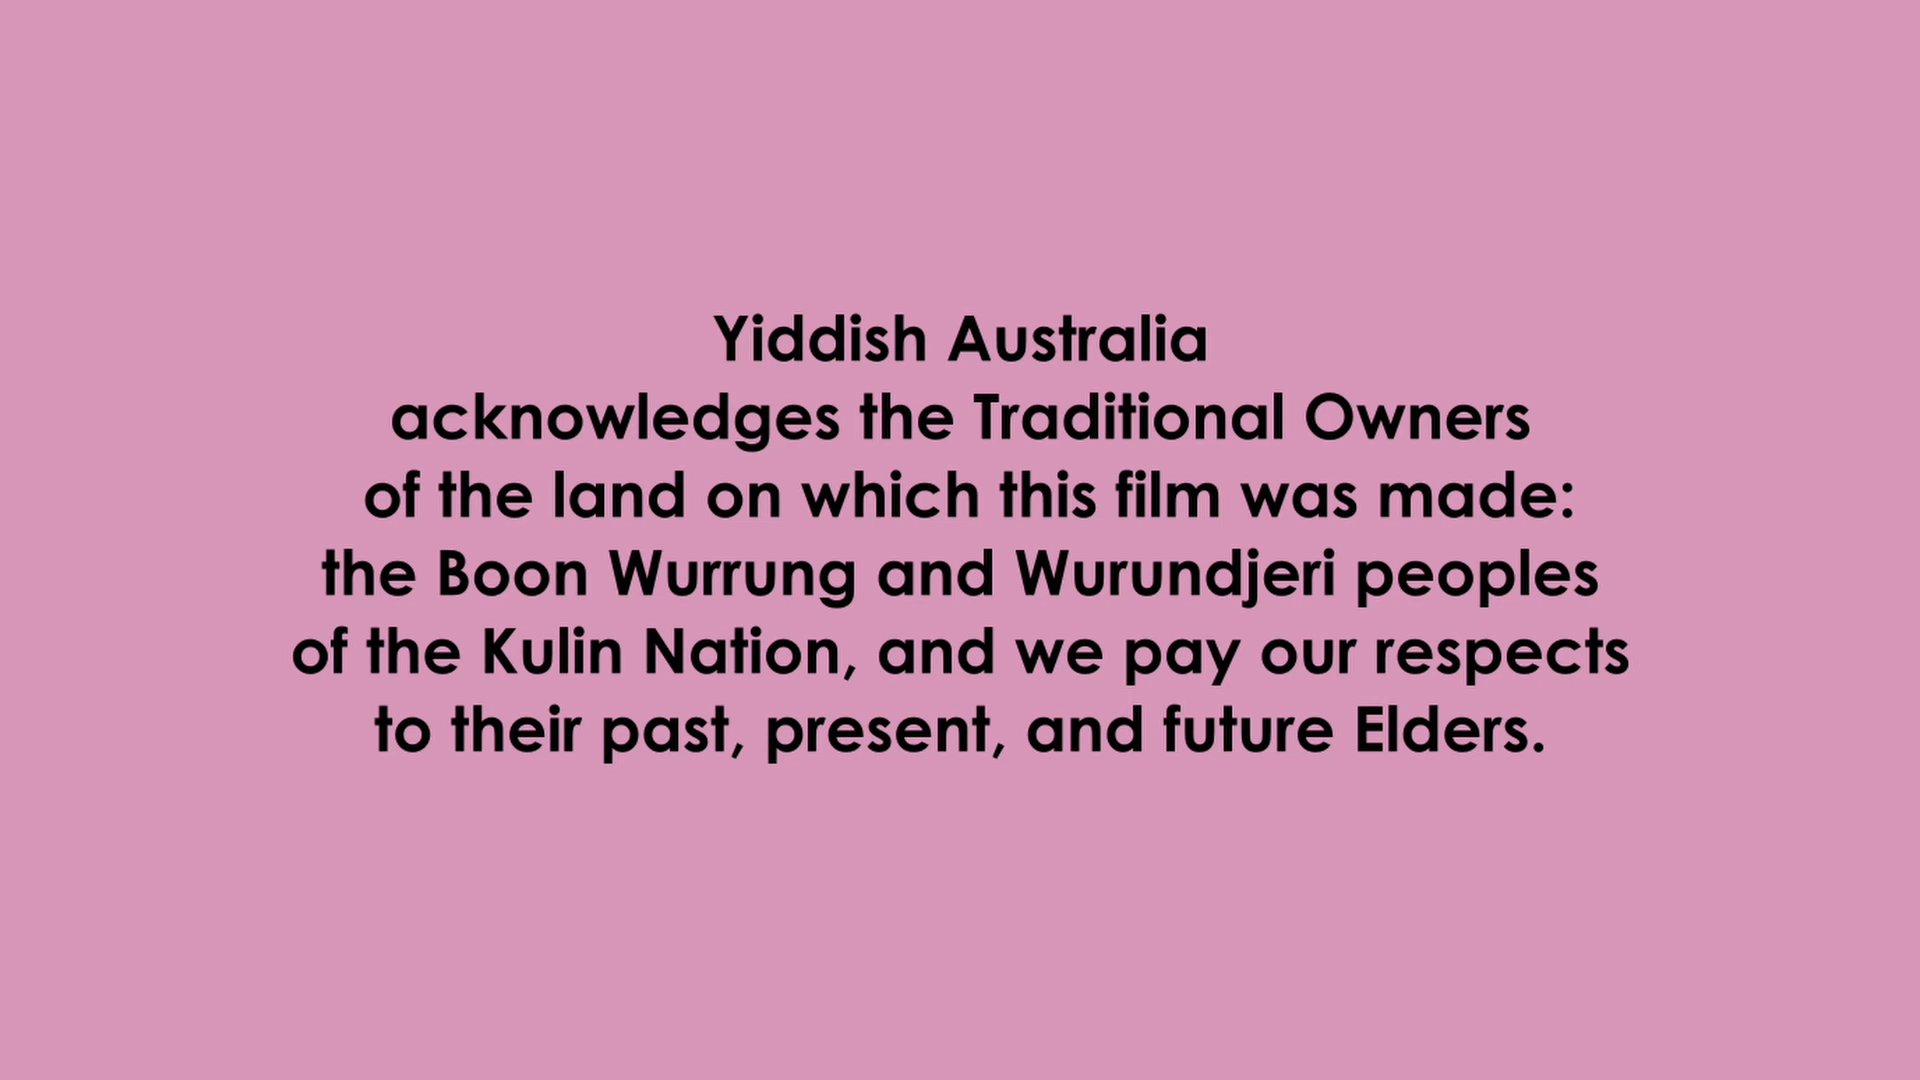 Yiddish Australia
acknowledges the Traditional Owners
of the land on which this film was made:
the Boon Wurrung and Wurundjeri peoples
of the Kulin Nation, and we pay our respects
to their past, present, and future Elders.